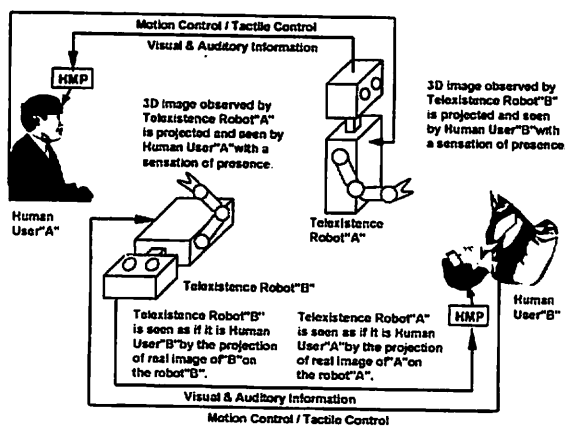 Motion Control / Tactile Control
Visual & Auditory Information
HMP
3D image observed by
Telexistence Robot"A"
is projected and seen by
Human User"A"with a
sensation of presence.
3D image observed by
Telexistence Robot"B"
is projected and seen
by Human User"B"with
a sensation of presence
Human
User"A"
Telexistence
Robot"A"
Telexistence Robot"B"
Human
User"B"
HMP
Telexistence Robot"B"
is seen as if it is Human
User"B"by the projection
of real image of"B"on
the robot"B".
Telexistence Robot"A"
is seen as if it is Human
User"A"by the projection
of real image of"A"on
the robot"A".
Visual & Auditory Information
Motion Control / Tactile Control